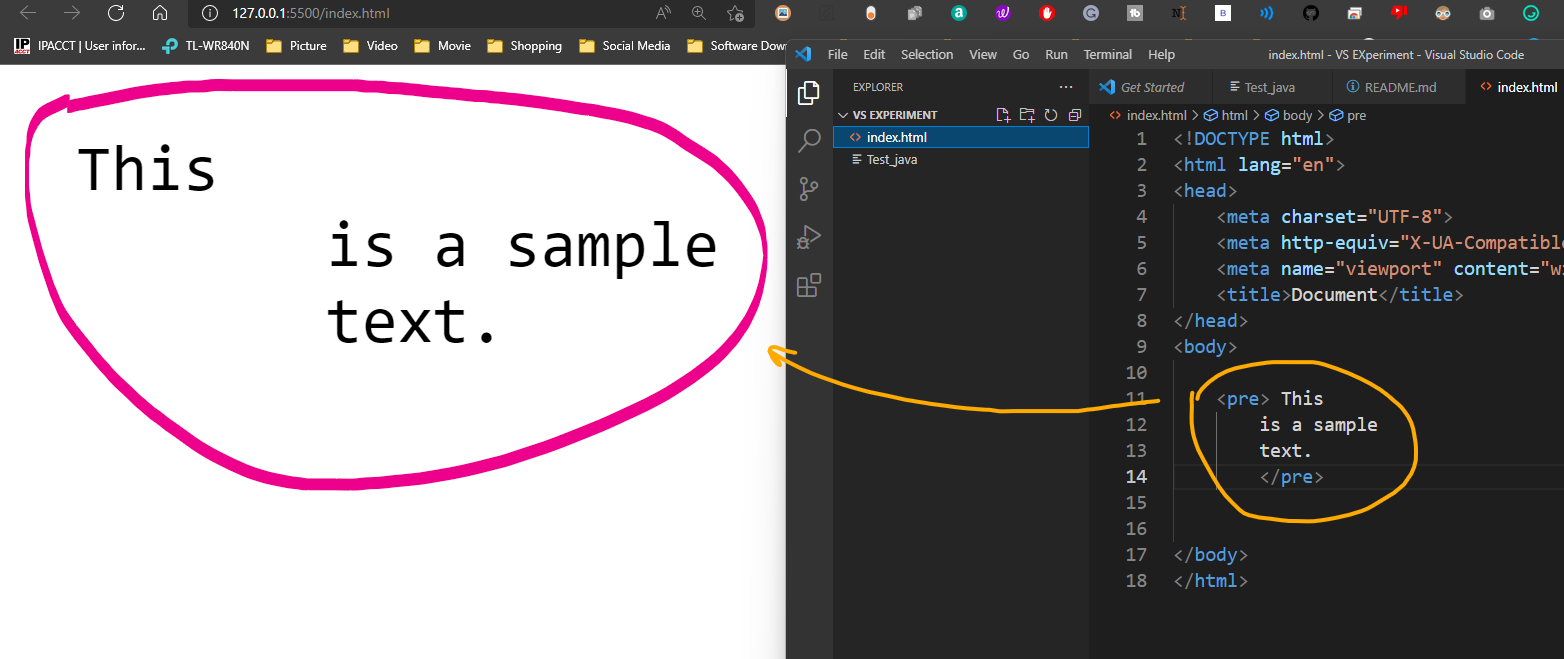 127.0.0.1:5500/index.html
IPACCT | User infor...
TL-WR840N
Picture
Video
Movie
Shopping
Social Media
Software Dow
This
is a sample
text.
File Edit Selection View Go Run Terminal Help
index.html - VS EXperiment - Visual Studio Code
EXPLORER
VS EXPERIMENT
index.html
Test_java
Get Started
Test_java
README.md
index.html
index.html > html > body > pre
1 <!DOCTYPE html>
2 <html lang="en">
3 <head>
4 <meta charset="UTF-8">
5 <meta http-equiv="X-UA-Compatible
6 <meta name="viewport" content="wi
7 <title>Document</title>
8 </head>
9 <body>
10
11 <pre> This
12 is a sample
13 text.
14 </pre>
15
16
17 </body>
18 </html>